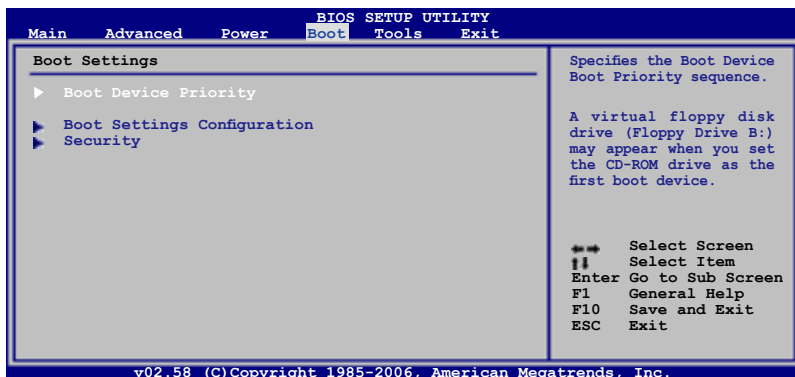 BIOS SETUP UTILITY
Main Advanced Power Boot Tools Exit
Boot Settings
Boot Device Priority
Boot Settings Configuration
Security
Specifies the Boot Device
Boot Priority sequence.
A virtual floppy disk
drive (Floppy Drive B:)
may appear when you set
the CD-ROM drive as the
first boot device.
Select Screen
Select Item
Enter Go to Sub Screen
F1 General Help
F10 Save and Exit
ESC Exit
v02.58 (C)Copyright 1985-2006, American Megatrends, Inc.